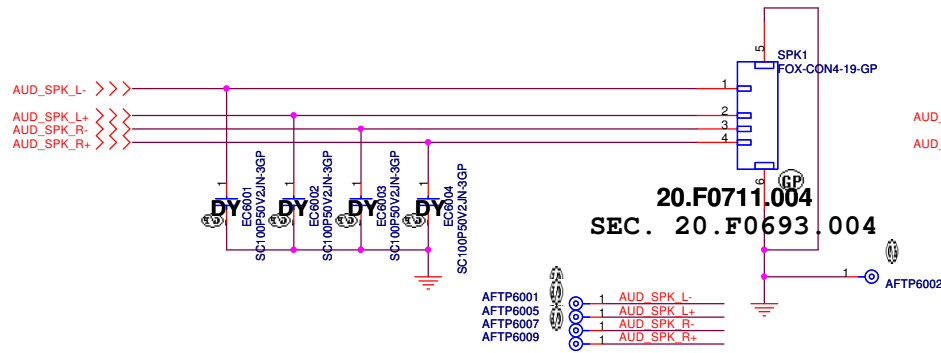 5
SPK1
FOX-CON4-19-GP
AUD_SPK_L-
1
AUD_SPK_L+
2
AUD_SPK_R-
3
AUD_SPK_R+
4
AUD_
AUD_
1
1
1
1
6
GP
DY
DY
DY
DY
EC6001
SC100P50V2JN-3GP
EC6002
SC100P50V2JN-3GP
EC6003
SC100P50V2JN-3GP
EC6004
SC100P50V2JN-3GP
20.F0711.004
SEC. 20.F0693.004
1
AFTP6002
AFTP6001 1 AUD_SPK_L-
AFTP6005 1 AUD_SPK_L+
AFTP6007 1 AUD_SPK_R-
AFTP6009 1 AUD_SPK_R+